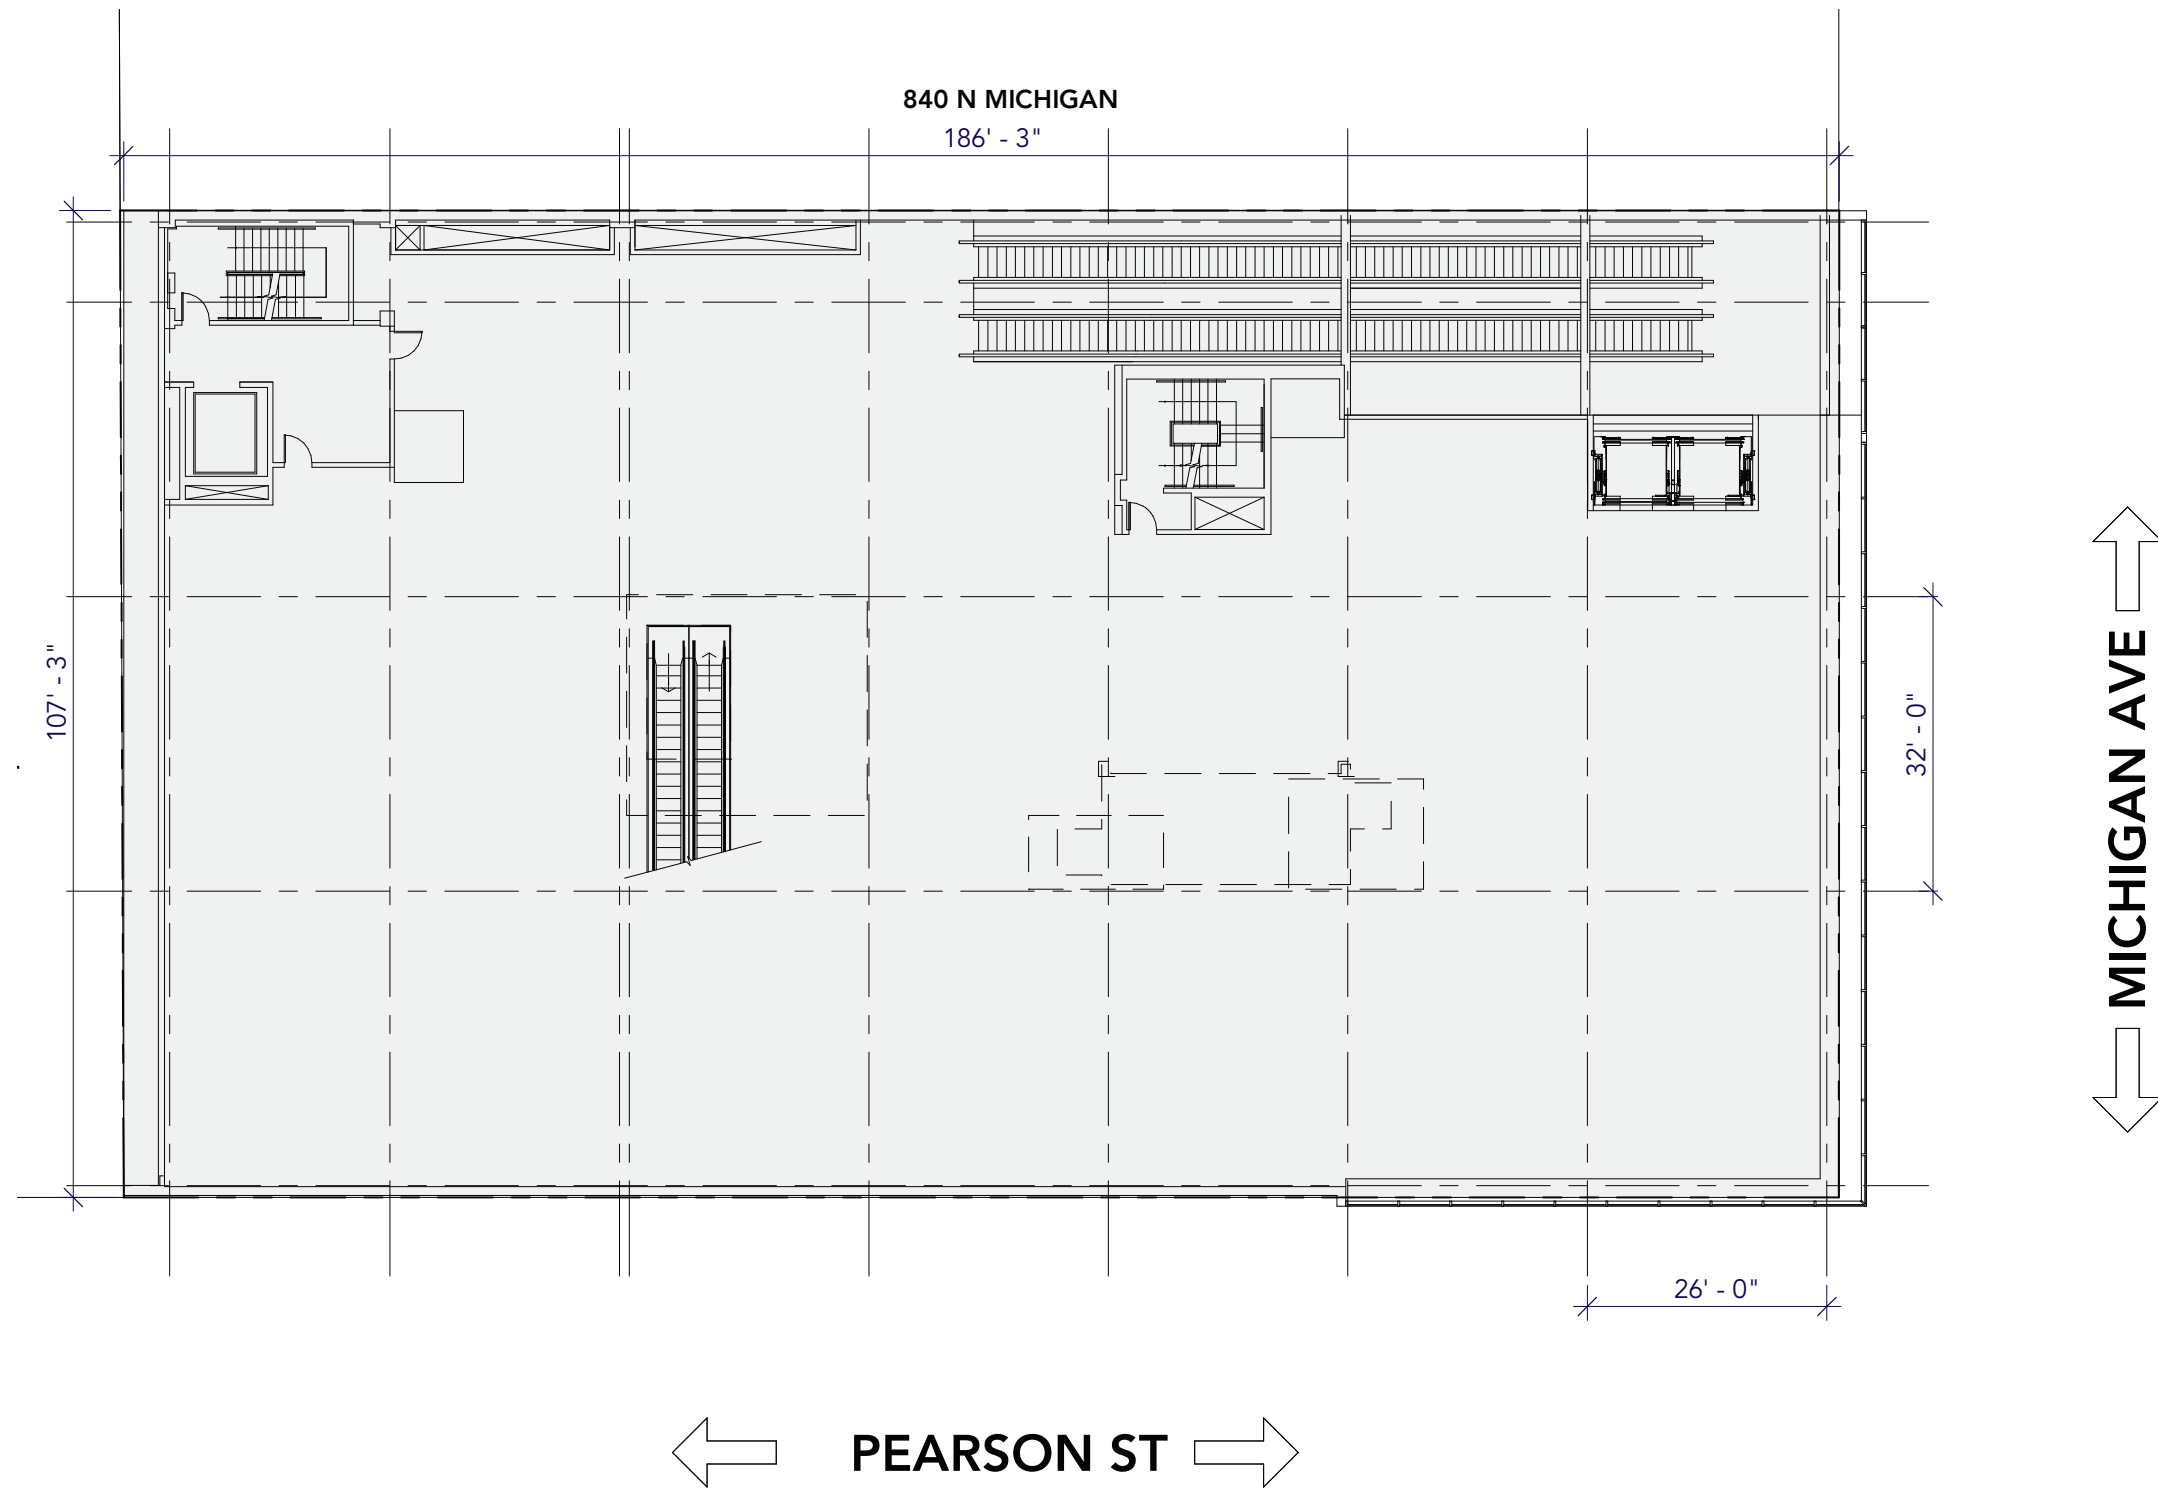 840 N MICHIGAN
186' - 3"
107' - 3"
32' - 0"
MICHIGAN AVE
26' - 0"
PEARSON ST